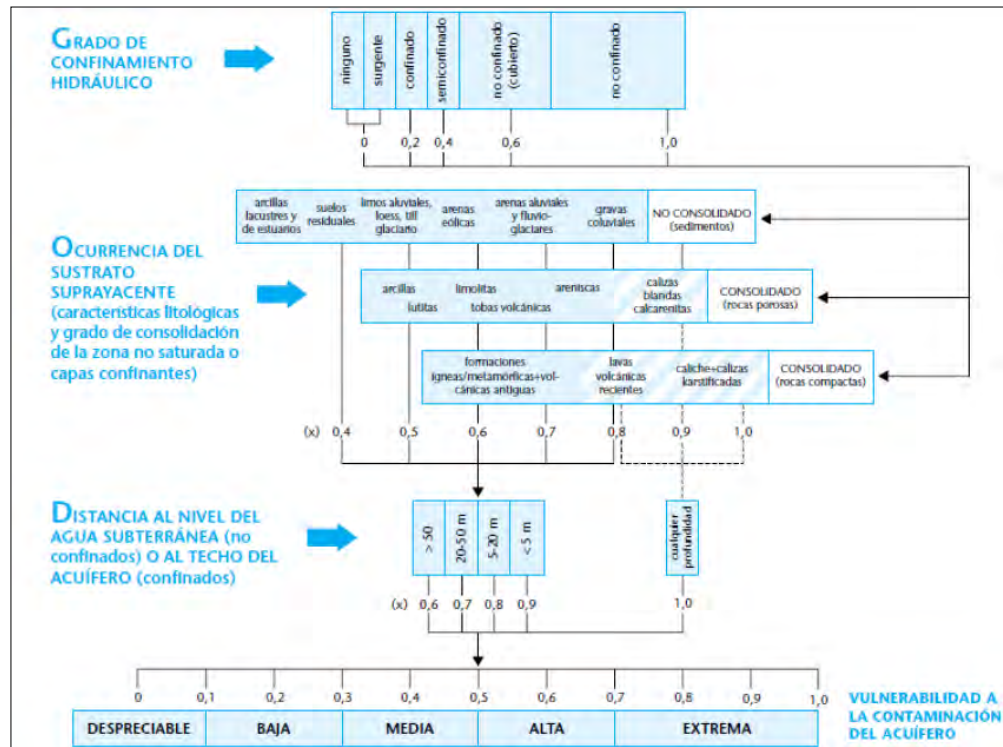 GRADO DE
CONFINAMIENTO
HIDRÁULICO
ninguno
surgente
confinado
semiconfinado
no confinado
(cubierto)
no confinado
0
0,2
0,4
0,6
1,0
OCURRENCIA DEL
SUSTRATO
SUPRAYACENTE
(características litológicas
y grado de consolidación
de la zona no saturada o
capas confinantes)
arcillas
lacustres y
de estuarios
suelos
residuales
limos aluviales,
loess, till
glaciario
arenas
eólicas
arenas aluviales
y fluvio-
glaciares
gravas
coluviales
NO CONSOLIDADO
(sedimentos)
arcillas
lutitas
limolitas
tobas volcánicas
areniscas
calizas
blandas
calcarenitas
CONSOLIDADO
(rocas porosas)
formaciones
ígneas/metamórficas+vol-
cánicas antiguas
lavas
volcánicas
recientes
caliche+calizas
karstificadas
CONSOLIDADO
(rocas compactas)
(x) 0,4 0,5 0,6 0,7 0,8 0,9 1,0
DISTANCIA AL NIVEL DEL
AGUA SUBTERRÁNEA (no
confinados) O AL TECHO DEL
ACUÍFERO (confinados)
> 50
20-50 m
5-20 m
< 5 m
cualquier
profundidad
(x) 0,6 0,7 0,8 0,9 1,0
0 0,1 0,2 0,3 0,4 0,5 0,6 0,7 0,8 0,9 1,0
DESPRECIABLE BAJA MEDIA ALTA EXTREMA
VULNERABILIDAD A
LA CONTAMINACIÓN
DEL ACUÍFERO